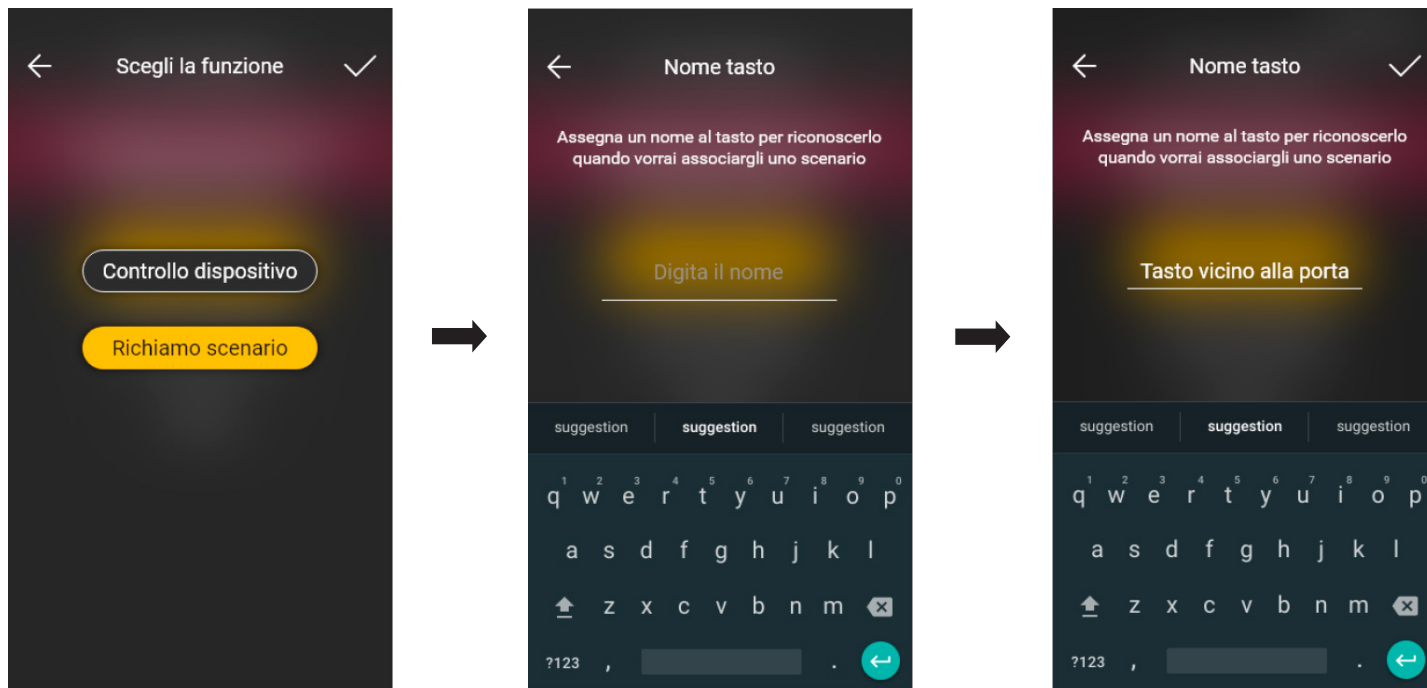 Scegli la funzione
Controllo dispositivo
Richiamo scenario
Nome tasto
Assegna un nome al tasto per riconoscerlo
quando vorrai associargli uno scenario
Digita il nome
suggestion suggestion suggestion
1 2 3 4 5 6 7 8 9 0
q w e r t y u i o p
a s d f g h j k l
z x c v b n m
?123 , .
Nome tasto
Assegna un nome al tasto per riconoscerlo
quando vorrai associargli uno scenario
Tasto vicino alla porta
suggestion suggestion suggestion
1 2 3 4 5 6 7 8 9 0
q w e r t y u i o p
a s d f g h j k l
z x c v b n m
?123 , .